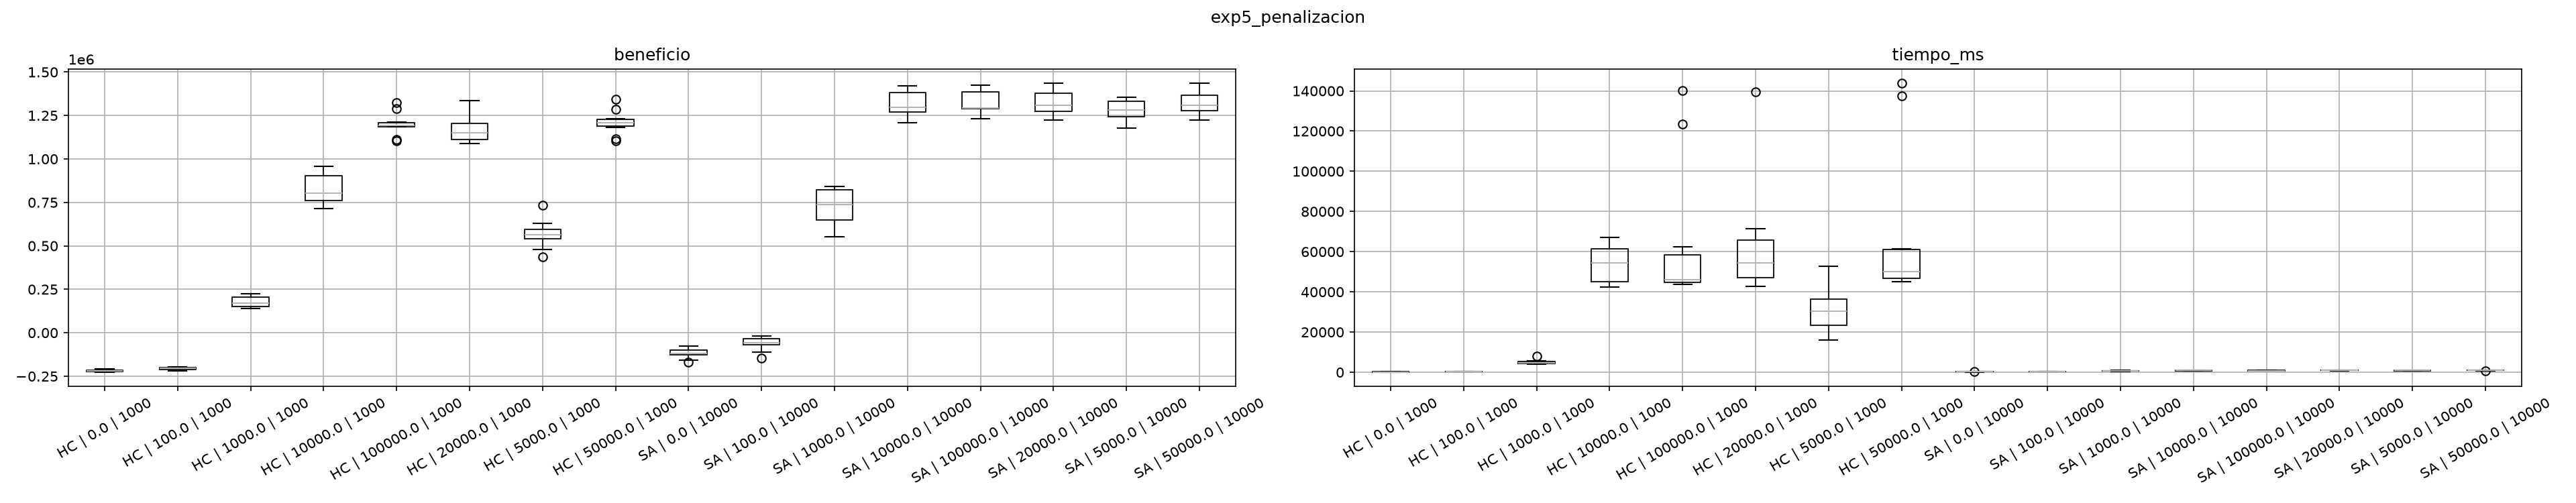 exp5_penalizacion
beneficio
1e6
1.50
1.25
1.00
0.75
0.50
0.25
0.00
−0.25
HC | 0.0 | 1000
HC | 100.0 | 1000
HC | 1000.0 | 1000
HC | 10000.0 | 1000
HC | 100000.0 | 1000
HC | 20000.0 | 1000
HC | 5000.0 | 1000
HC | 50000.0 | 1000
SA | 0.0 | 10000
SA | 100.0 | 10000
SA | 1000.0 | 10000
SA | 10000.0 | 10000
SA | 100000.0 | 10000
SA | 20000.0 | 10000
SA | 5000.0 | 10000
SA | 50000.0 | 10000
tiempo_ms
140000
120000
100000
80000
60000
40000
20000
0
HC | 0.0 | 1000
HC | 100.0 | 1000
HC | 1000.0 | 1000
HC | 10000.0 | 1000
HC | 100000.0 | 1000
HC | 20000.0 | 1000
HC | 5000.0 | 1000
HC | 50000.0 | 1000
SA | 0.0 | 10000
SA | 100.0 | 10000
SA | 1000.0 | 10000
SA | 10000.0 | 10000
SA | 100000.0 | 10000
SA | 20000.0 | 10000
SA | 5000.0 | 10000
SA | 50000.0 | 10000